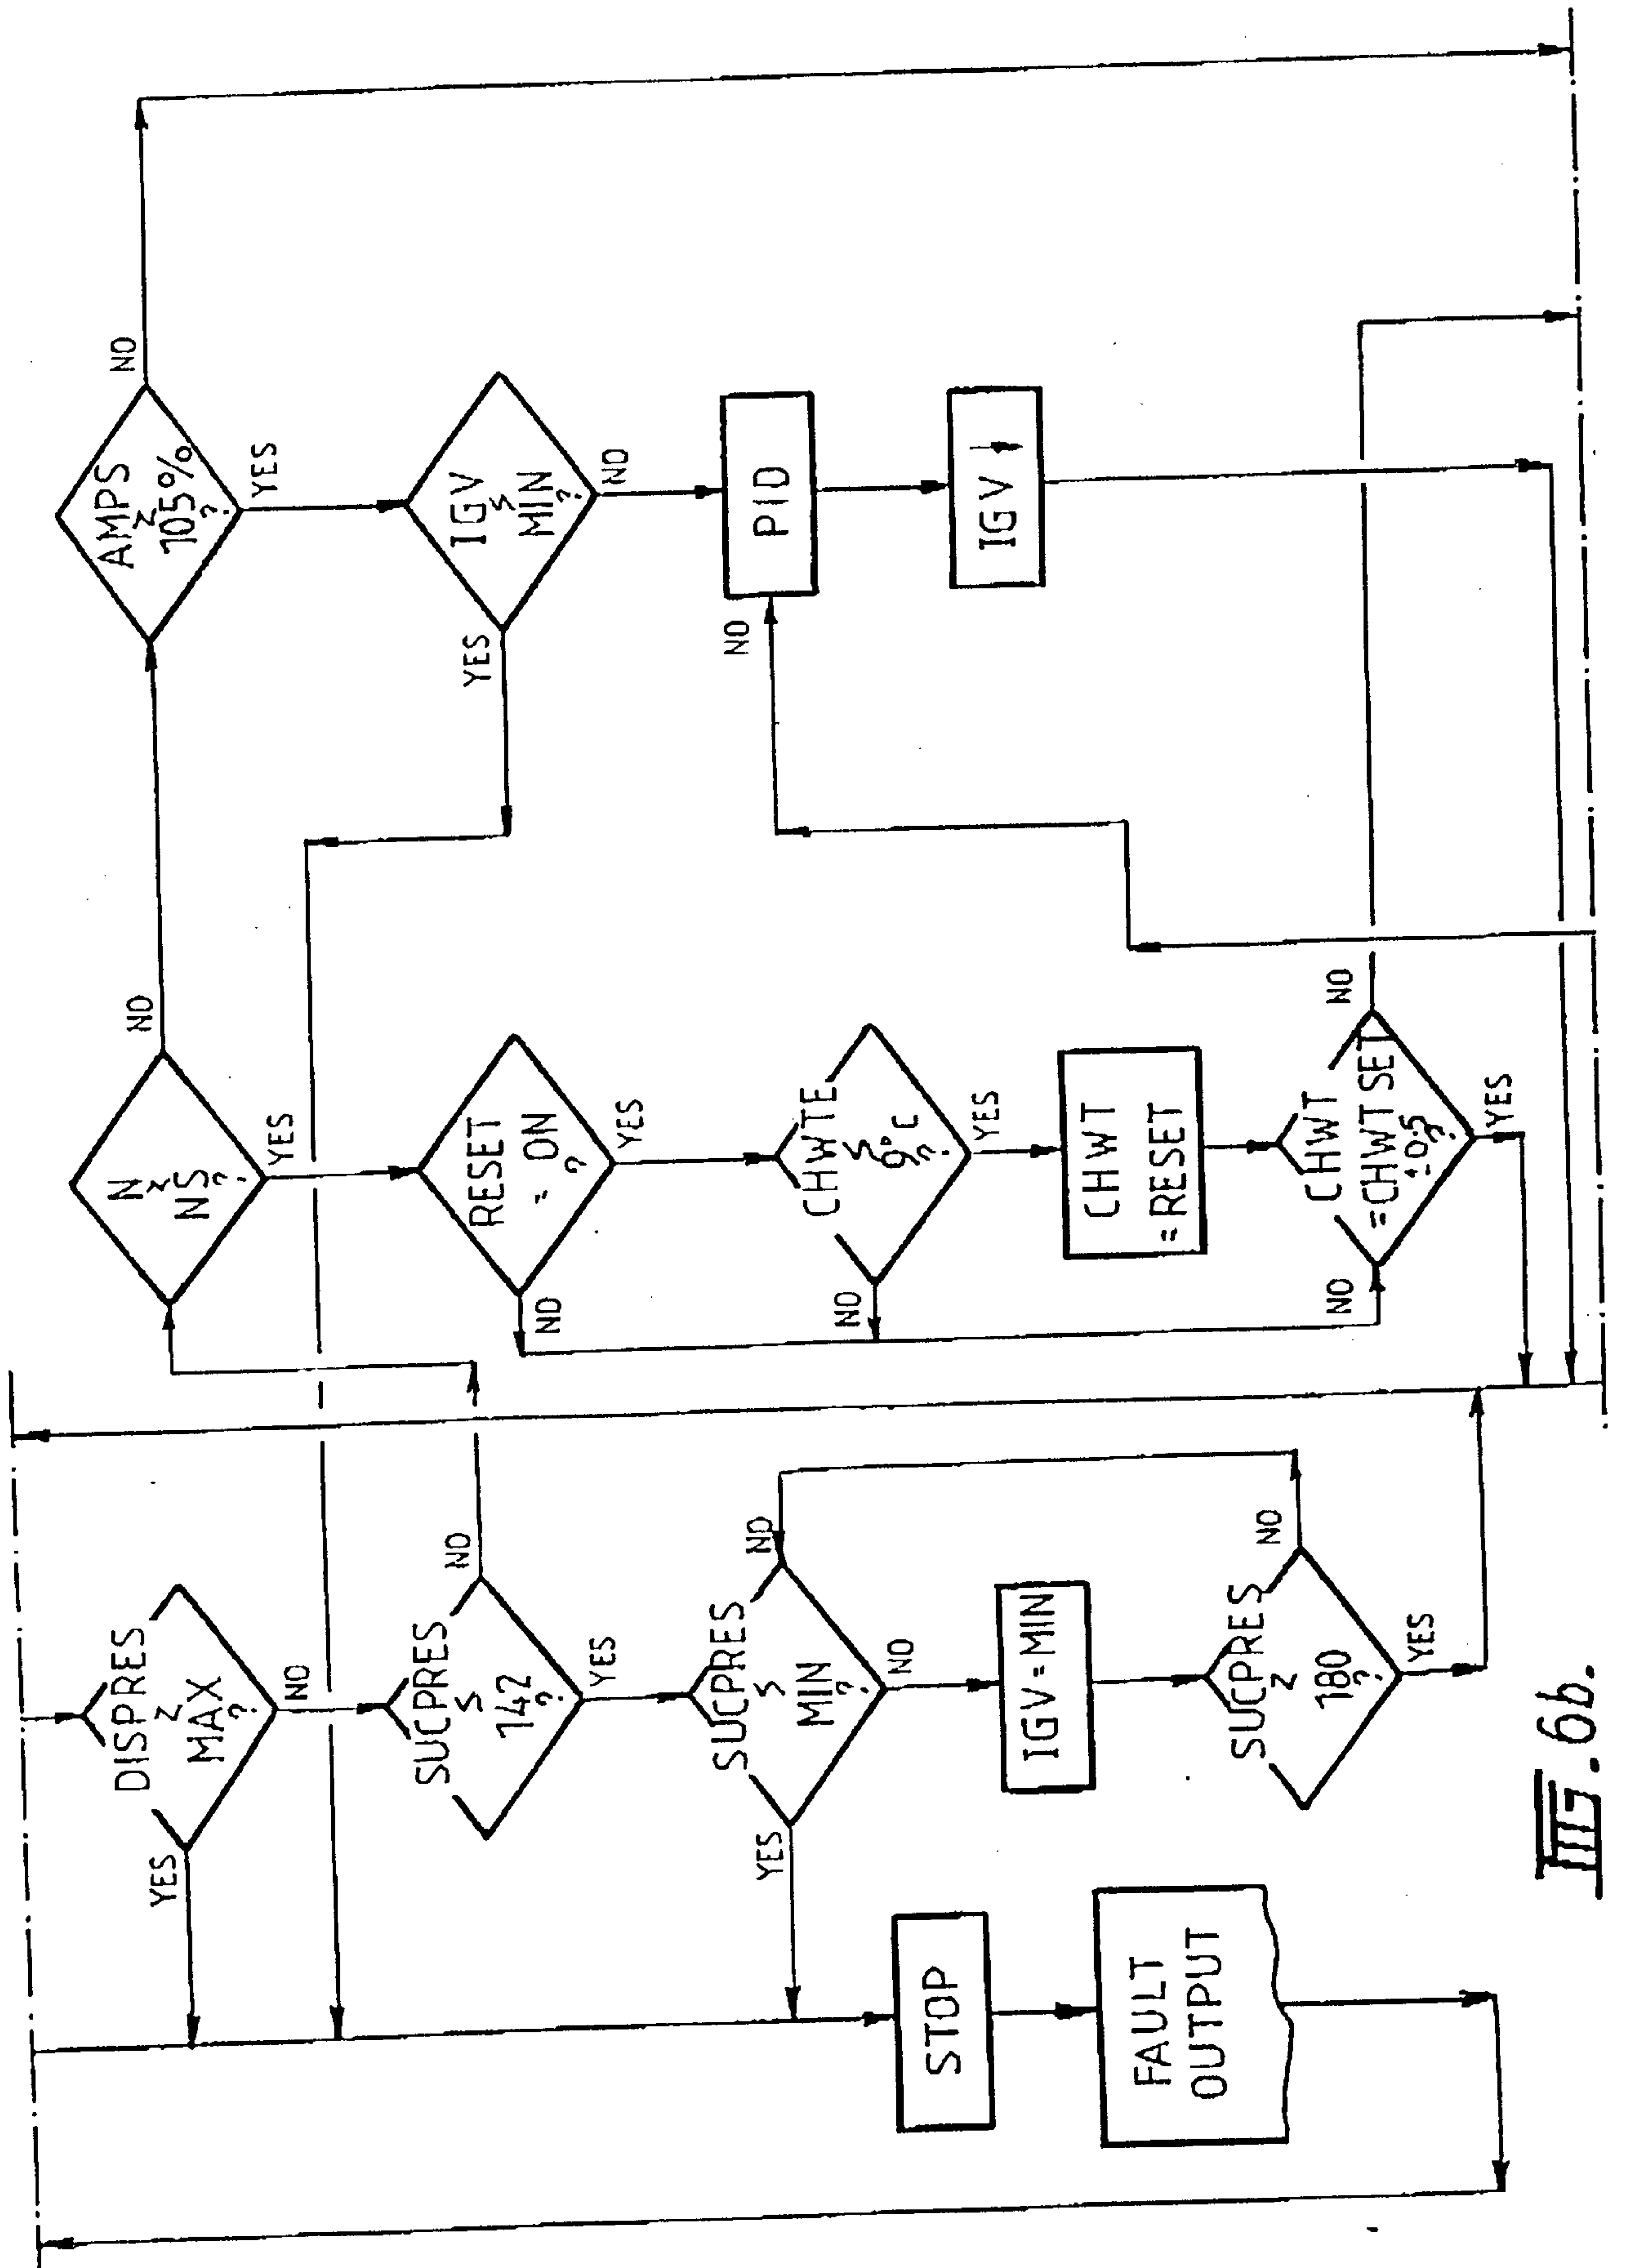 DISPRES
≥
MAX
?
YES
NO
SUCPRES
≤
142
?
NO
YES
SUCPRES
≤
MIN
?
YES
NO
NO
IGV=MIN
SUCPRES
≥
180
?
NO
YES
STOP
FAULT
OUTPUT
N
≥
NS
?
NO
YES
RESET
= ON
?
NO
YES
CHWTE
≤
9°C
?
NO
YES
CHWT
=RESET
CHWT
=CHWT SET
±0.5
?
NO
NO
YES
AMPS
≥
105%
?
NO
YES
IGV
≤
MIN
?
YES
NO
NO
PID
IGV ↓
Fig. 6b.